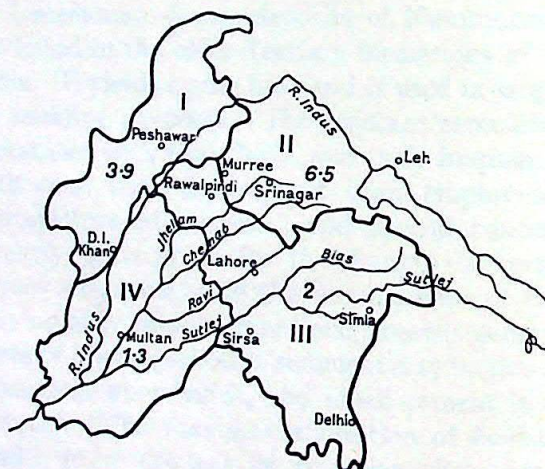 I
Peshawar
3·9
R. Indus
II
Leh
Murree
Rawalpindi
Srinagar
6·5
D.I. Khan
Jhellam
Chenab
Lahore
Bias
Sutlej
IV
Ravi
2
R. Indus
Multan
1·3
Sutlej
Sirsa
Simla
III
Delhi